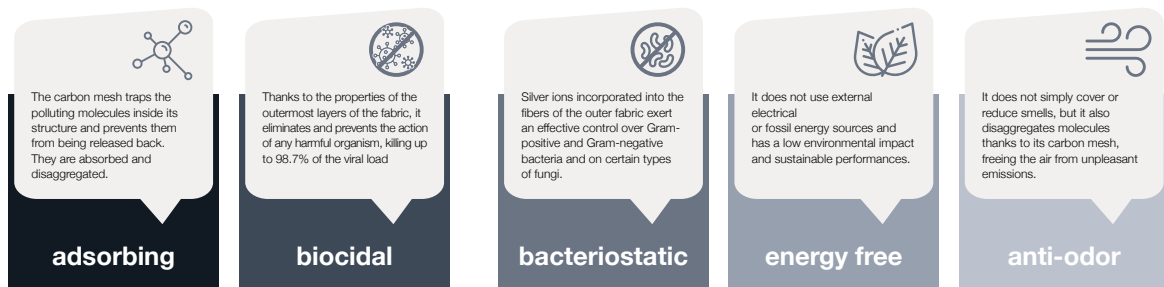 The carbon mesh traps the
polluting molecules inside its
structure and prevents them
from being released back.
They are absorbed and
disaggregated.
adsorbing
Thanks to the properties of the
outermost layers of the fabric, it
eliminates and prevents the action
of any harmful organism, killing up
to 98.7% of the viral load
biocidal
Silver ions incorporated into the
fibers of the outer fabric exert
an effective control over Gram-
positive and Gram-negative
bacteria and on certain types
of fungi.
bacteriostatic
It does not use external
electrical
or fossil energy sources and
has a low environmental impact
and sustainable performances.
energy free
It does not simply cover or
reduce smells, but it also
disaggregates molecules
thanks to its carbon mesh,
freeing the air from unpleasant
emissions.
anti-odor